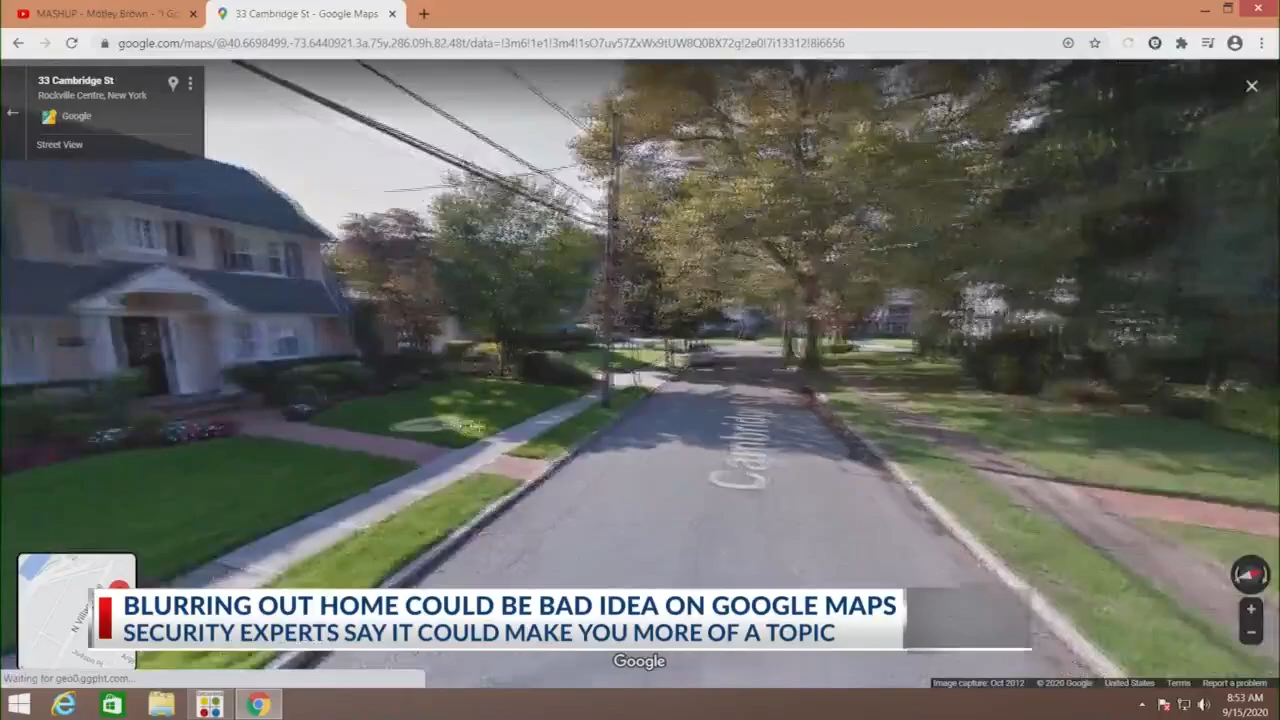 MASHUP - Motley Brown - "I Go
33 Cambridge St - Google Maps
google.com/maps/@40.6698499,-73.6440921,3.75y,286.09h,82.48t/data=!3m6!1e1!3m4!1s7uy57ZxWx9tUW8Q0BX72g!2e0!7i13312!8i6656
33 Cambridge St
Rockville Centre, New York
Google
Street View
Cambridge
N Villa
BLURRING OUT HOME COULD BE BAD IDEA ON GOOGLE MAPS
SECURITY EXPERTS SAY IT COULD MAKE YOU MORE OF A TOPIC
Google
Waiting for geo0.ggpht.com...
Image capture: Oct 2012
© 2020 Google
United States
Terms
Report a problem
8:53 AM
9/15/2020